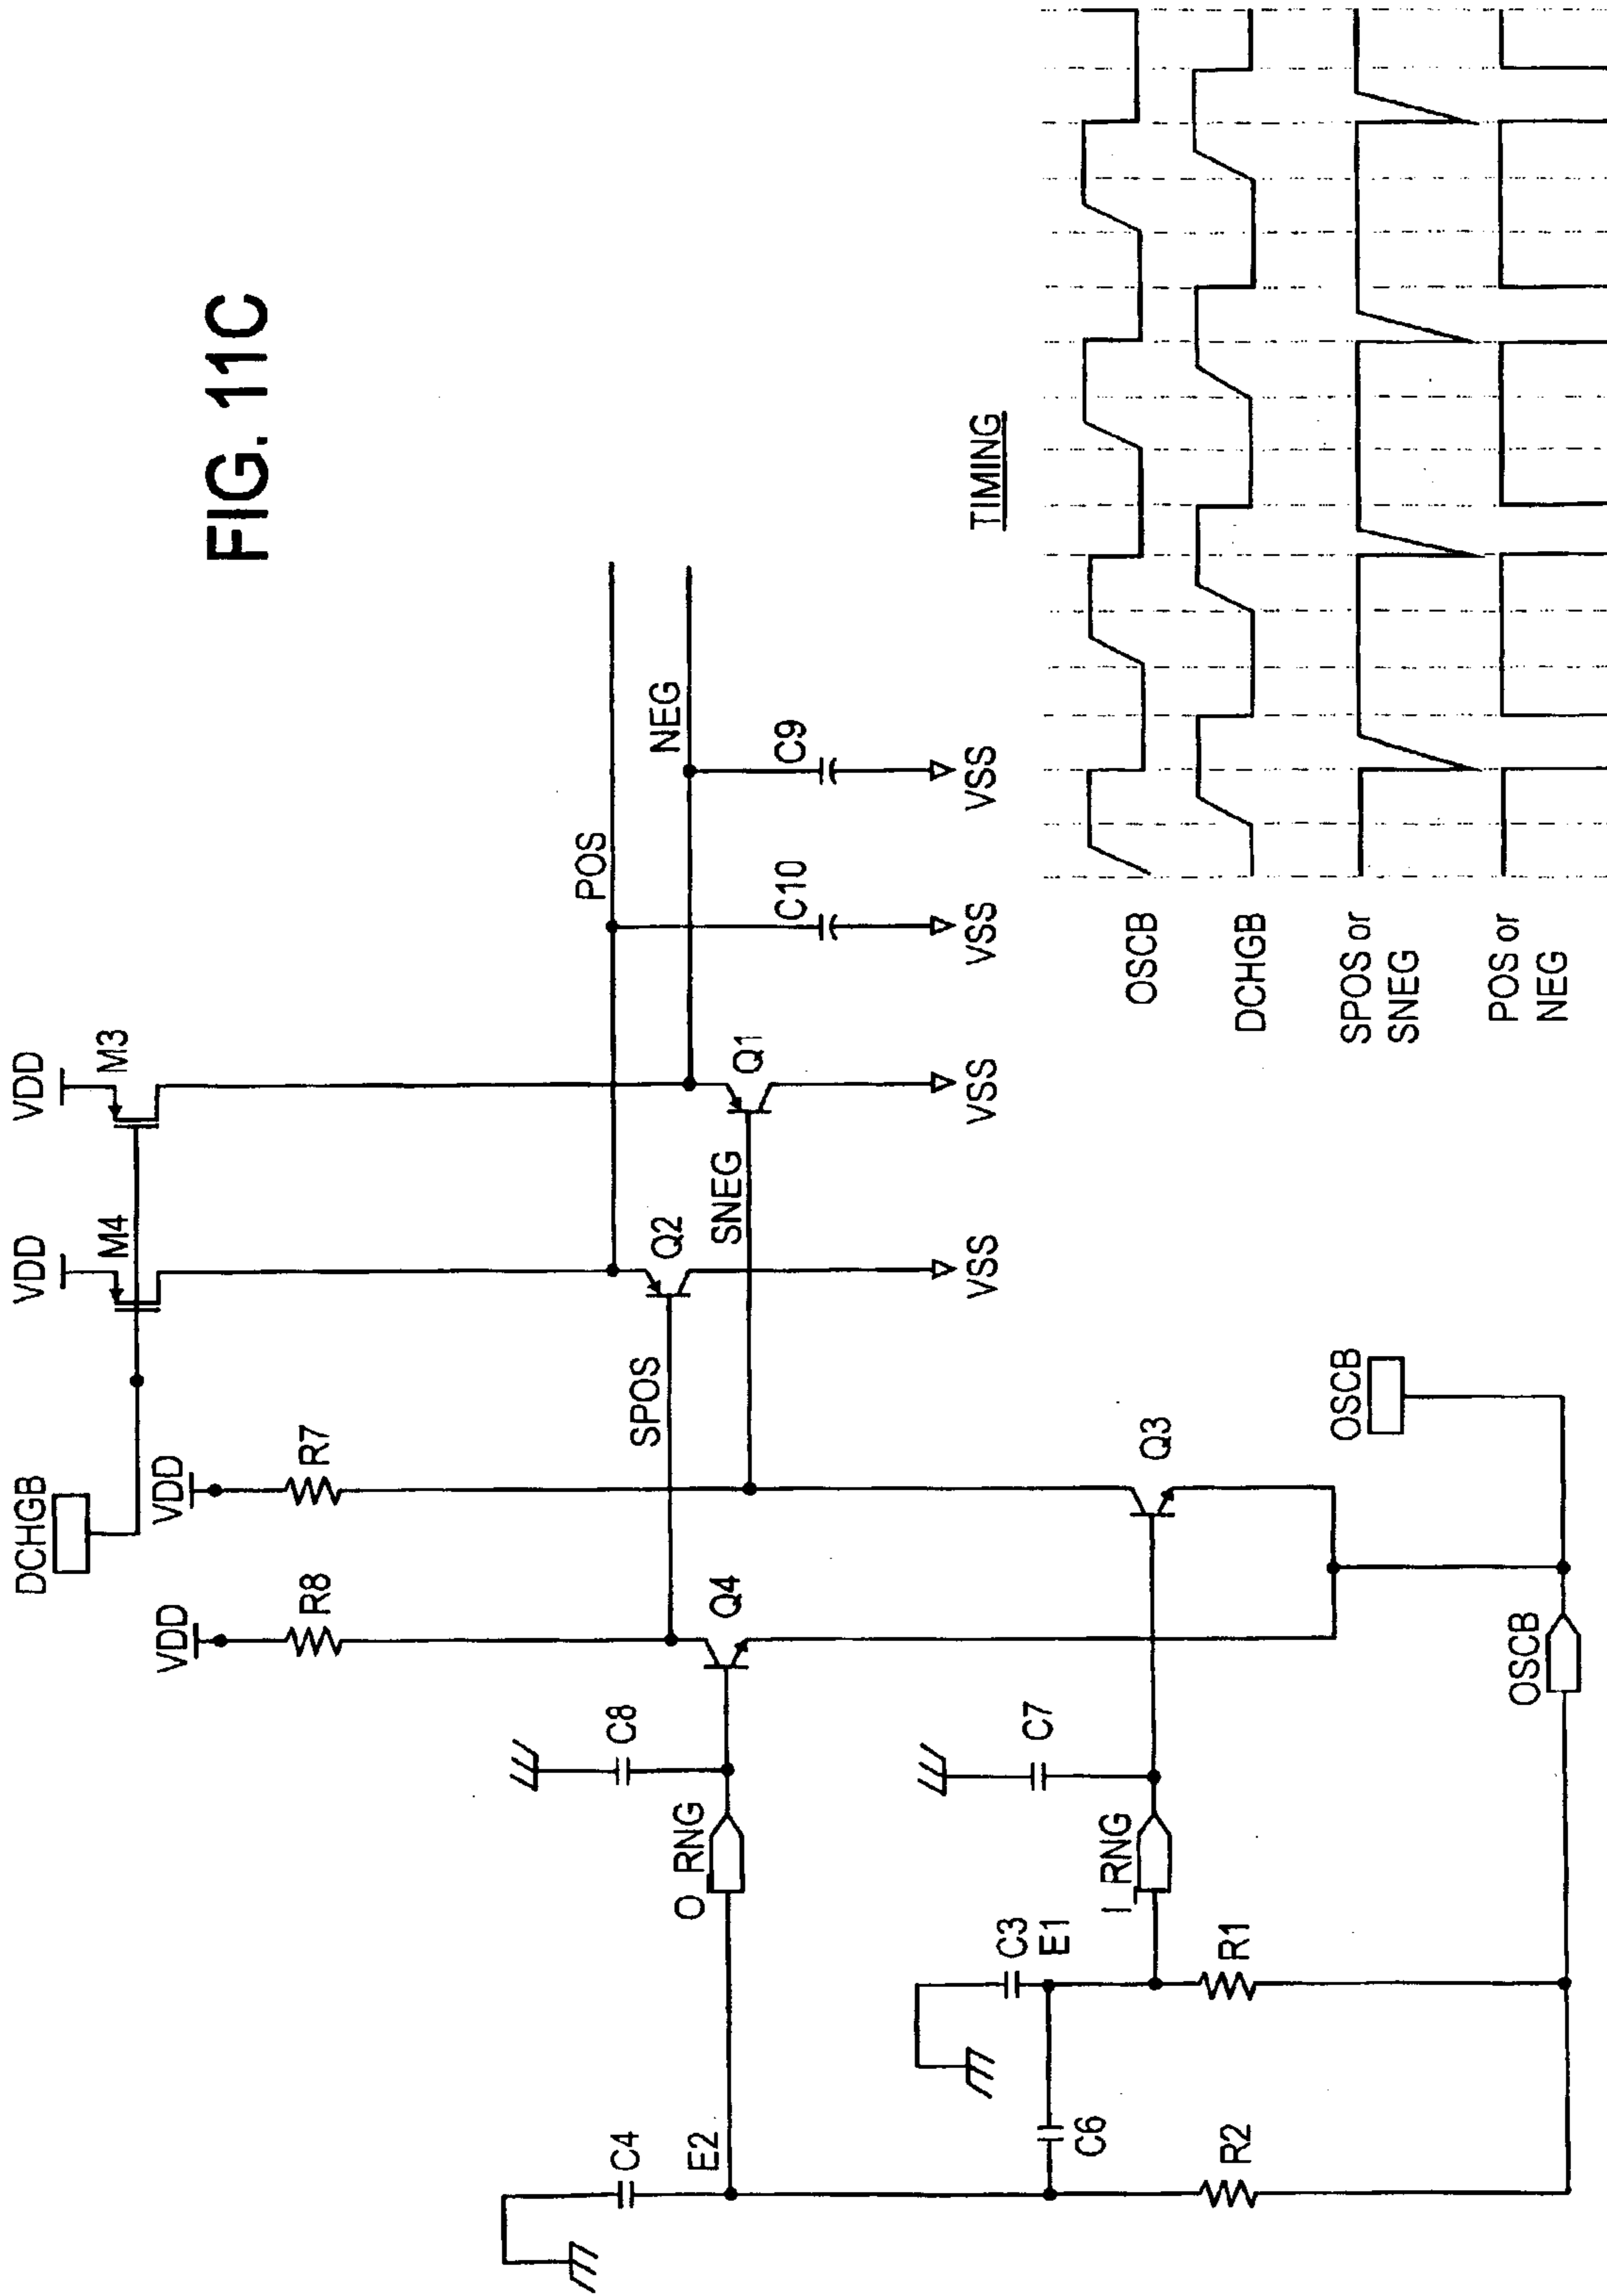 FIG. 11C
DCHGB
VDD
M4
VDD
M3
VDD
R8
VDD
R7
POS
NEG
C10
C9
VSS
VSS
SPOS
Q2
SNEG
Q1
VSS
VSS
C4
E2
O_RNG
C8
Q4
C6
C3
E1
I_RNG
C7
Q3
R2
R1
OSCB
OSCB
TIMING
OSCB
DCHGB
SPOS or
SNEG
POS or
NEG